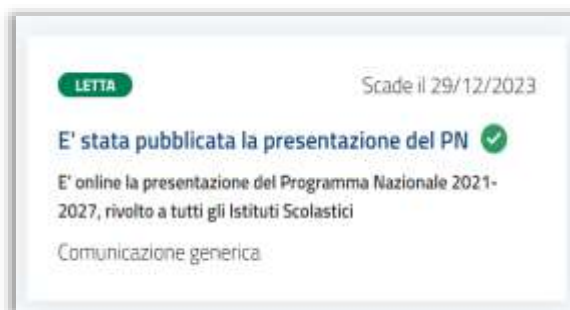 LETTA
Scade il 29/12/2023
E' stata pubblicata la presentazione del PN
E' online la presentazione del Programma Nazionale 2021-
2027, rivolto a tutti gli Istituti Scolastici
Comunicazione generica